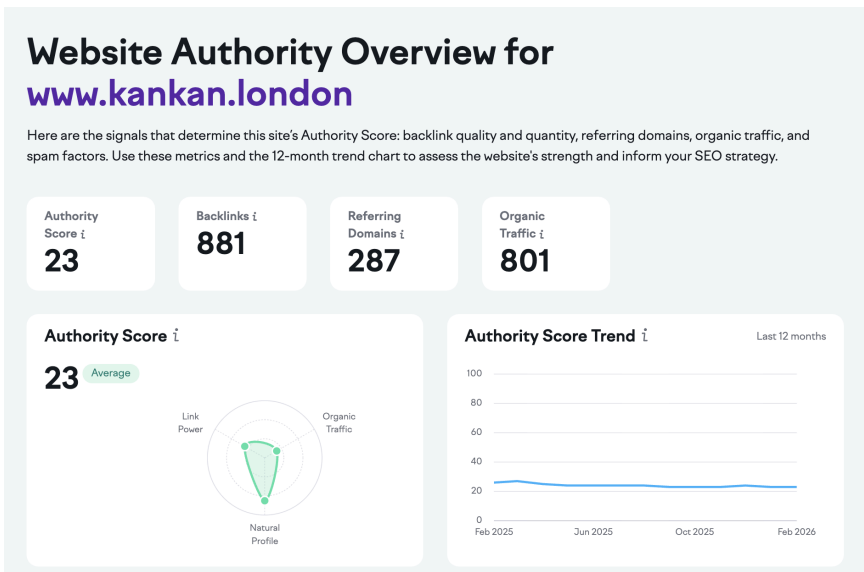 Website Authority Overview for
www.kankan.london
Here are the signals that determine this site's Authority Score: backlink quality and quantity, referring domains, organic traffic, and
spam factors. Use these metrics and the 12-month trend chart to assess the website's strength and inform your SEO strategy.
Authority
Score i
23
Backlinks i
881
Referring
Domains i
287
Organic
Traffic i
801
Authority Score i
23 Average
Link
Power
Organic
Traffic
Natural
Profile
Authority Score Trend i
Last 12 months
100
80
60
40
20
0
Feb 2025 Jun 2025 Oct 2025 Feb 2026